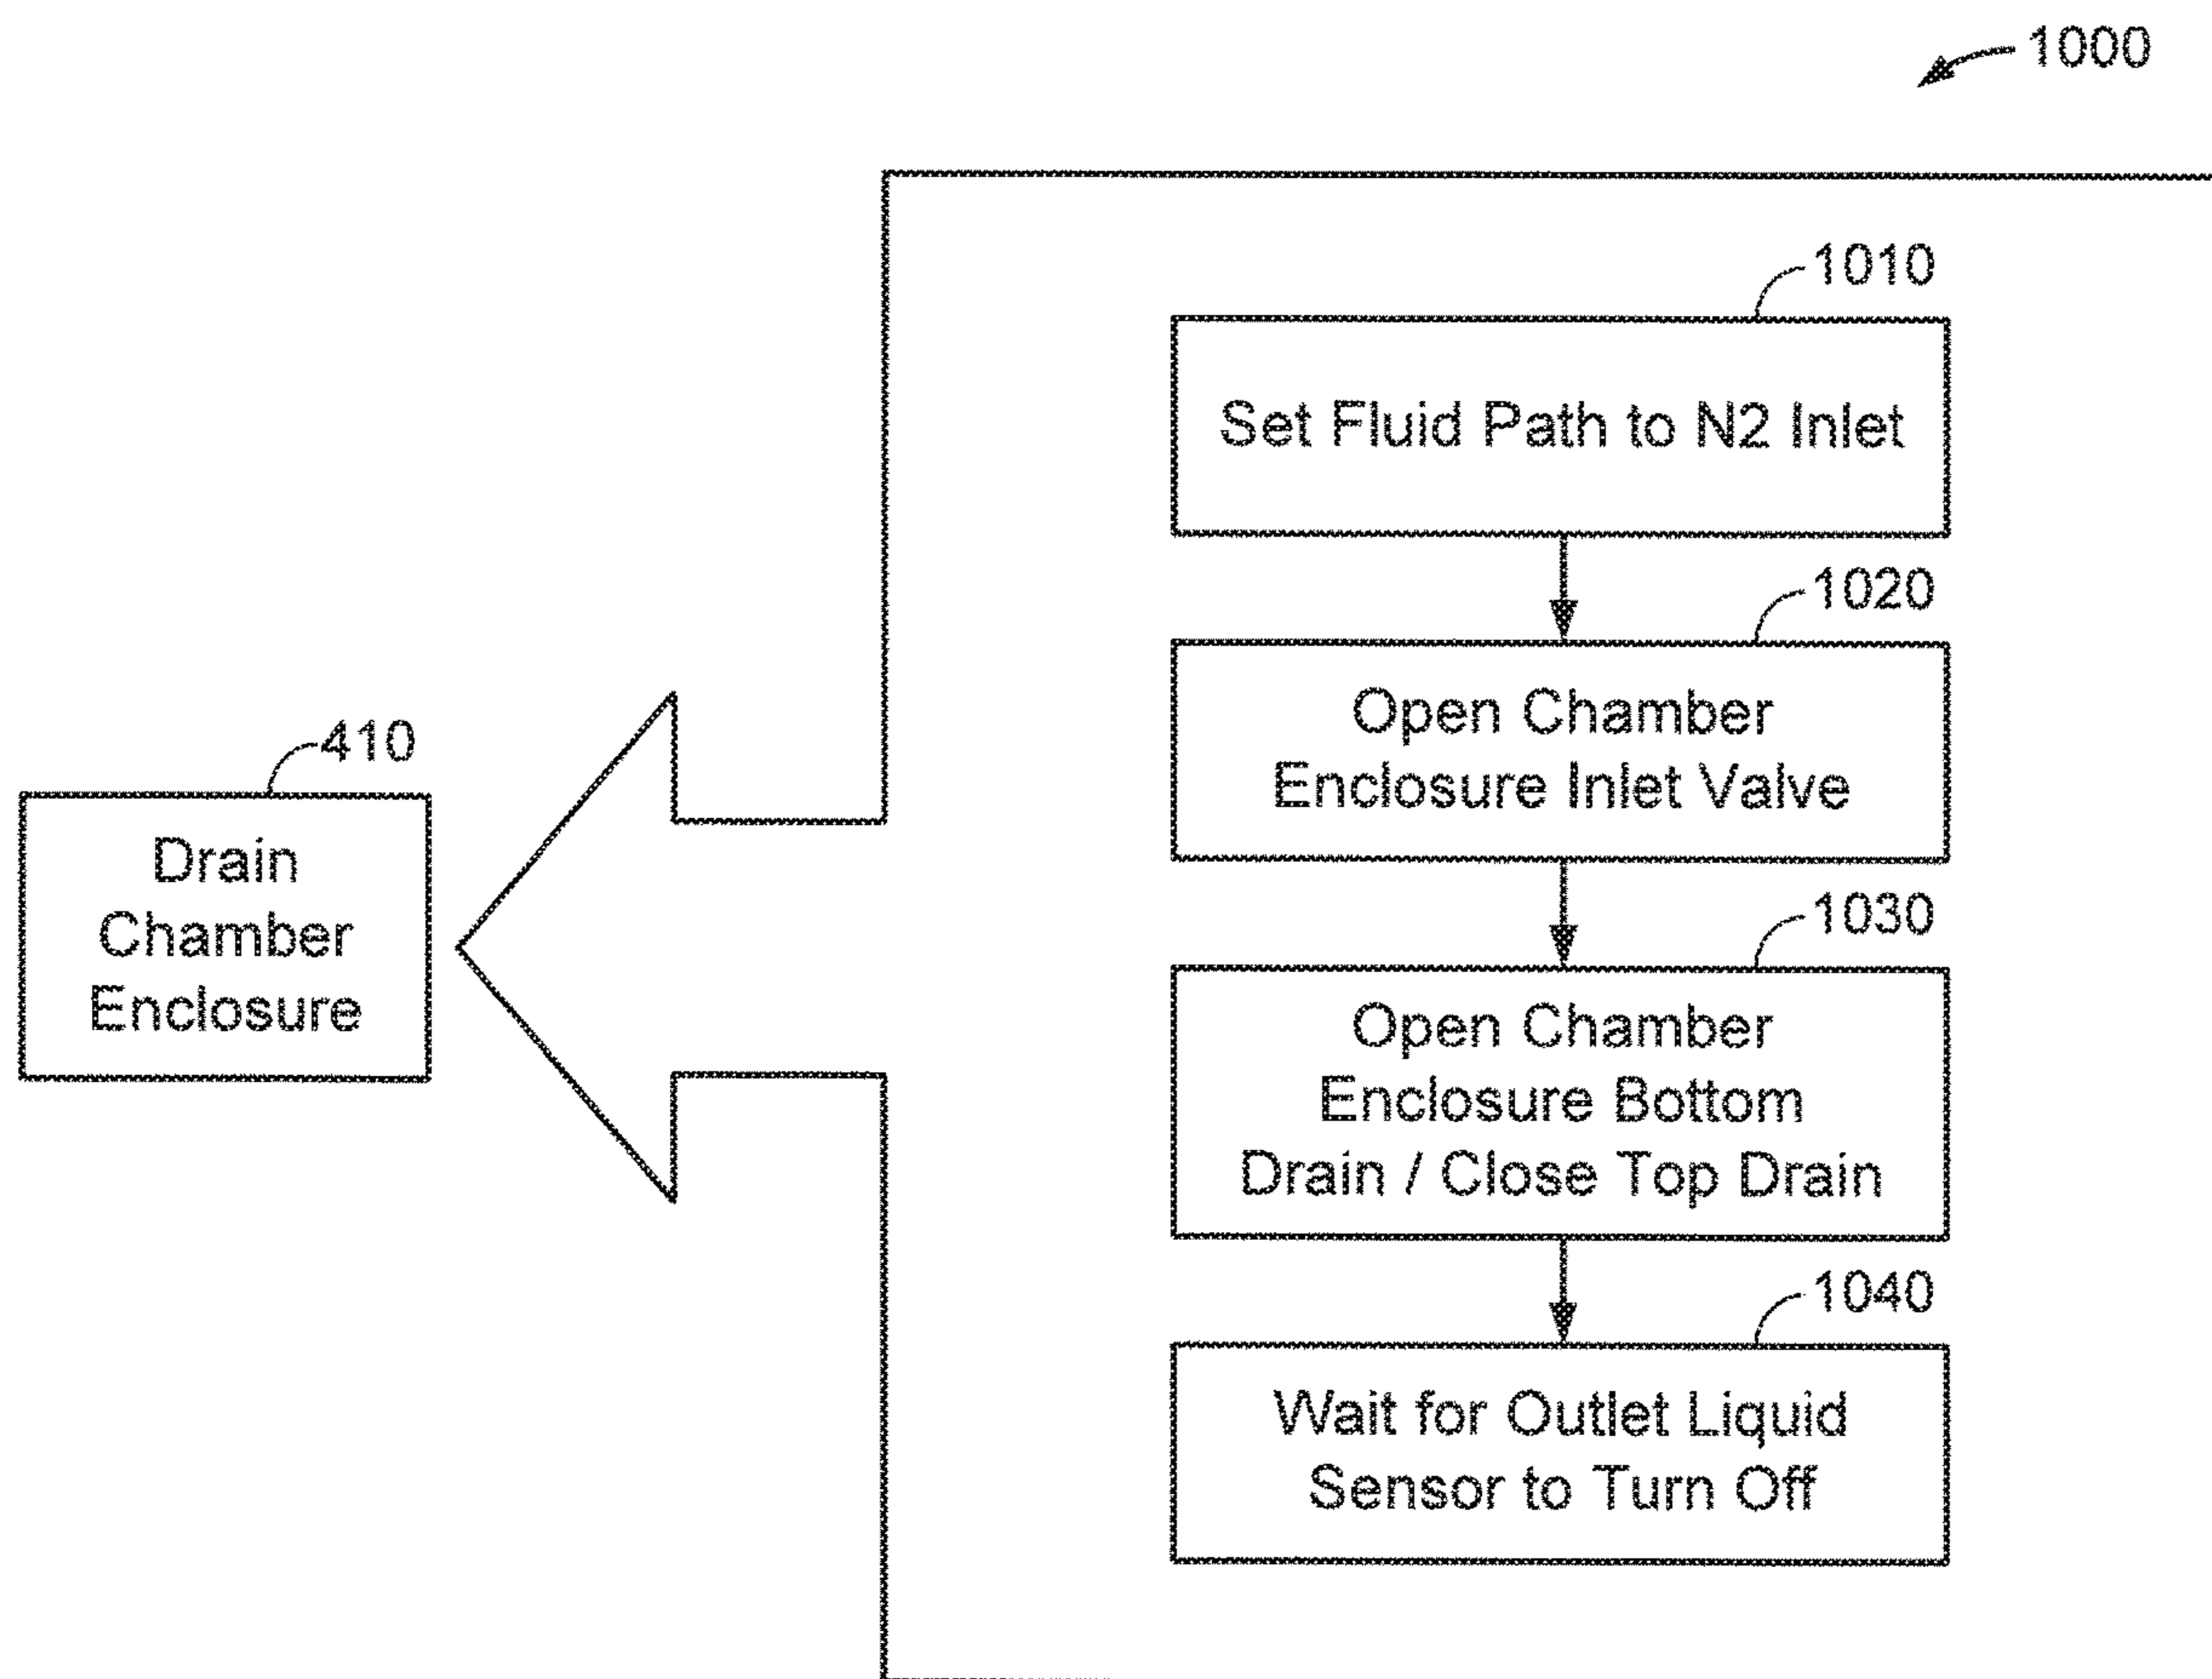 1000
1010
Set Fluid Path to N2 Inlet
1020
Open Chamber
Enclosure Inlet Valve
410
Drain
Chamber
Enclosure
1030
Open Chamber
Enclosure Bottom
Drain / Close Top Drain
1040
Wait for Outlet Liquid
Sensor to Turn Off